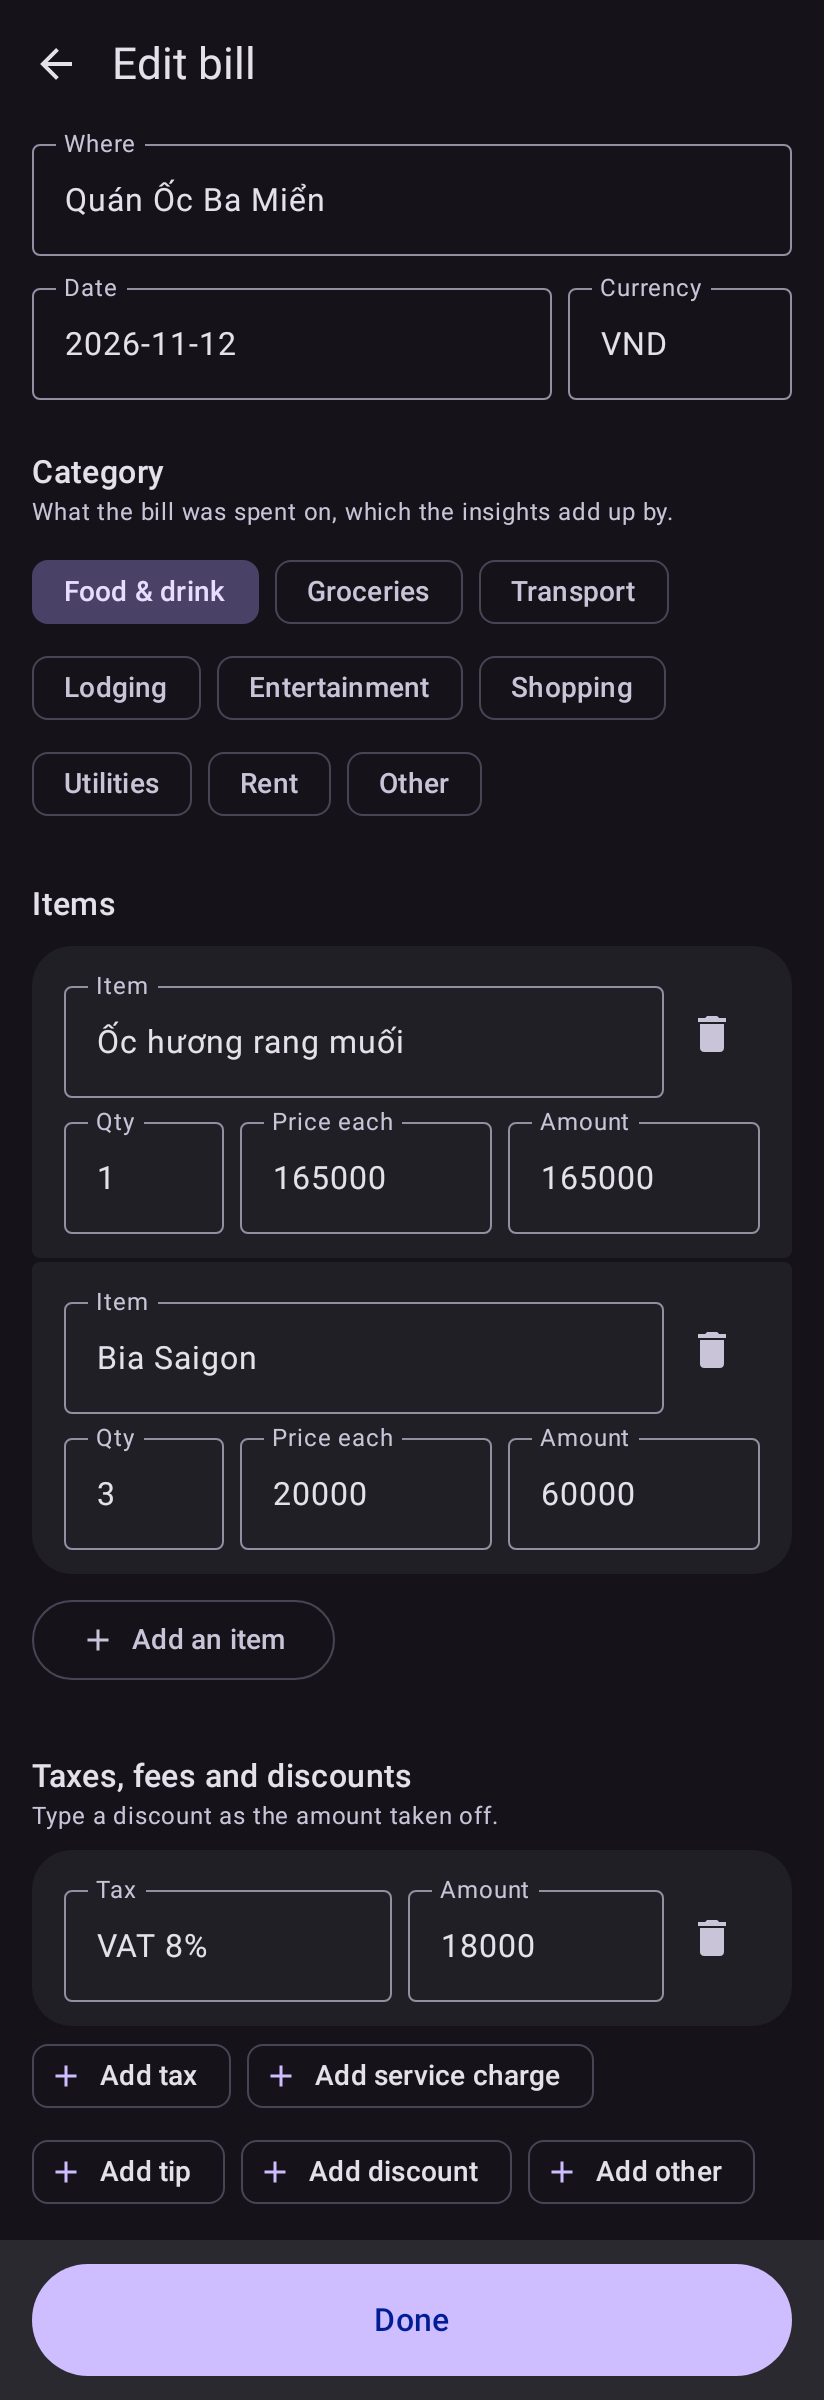 Edit bill
Where
Quán Ốc Ba Miển
Date
2026-11-12
Currency
VND
Category
What the bill was spent on, which the insights add up by.
Food & drink
Groceries
Transport
Lodging
Entertainment
Shopping
Utilities
Rent
Other
Items
Item
Ốc hương rang muối
Qty
1
Price each
165000
Amount
165000
Item
Bia Saigon
Qty
3
Price each
20000
Amount
60000
Add an item
Taxes, fees and discounts
Type a discount as the amount taken off.
Tax
VAT 8%
Amount
18000
Add tax
Add service charge
Add tip
Add discount
Add other
Done